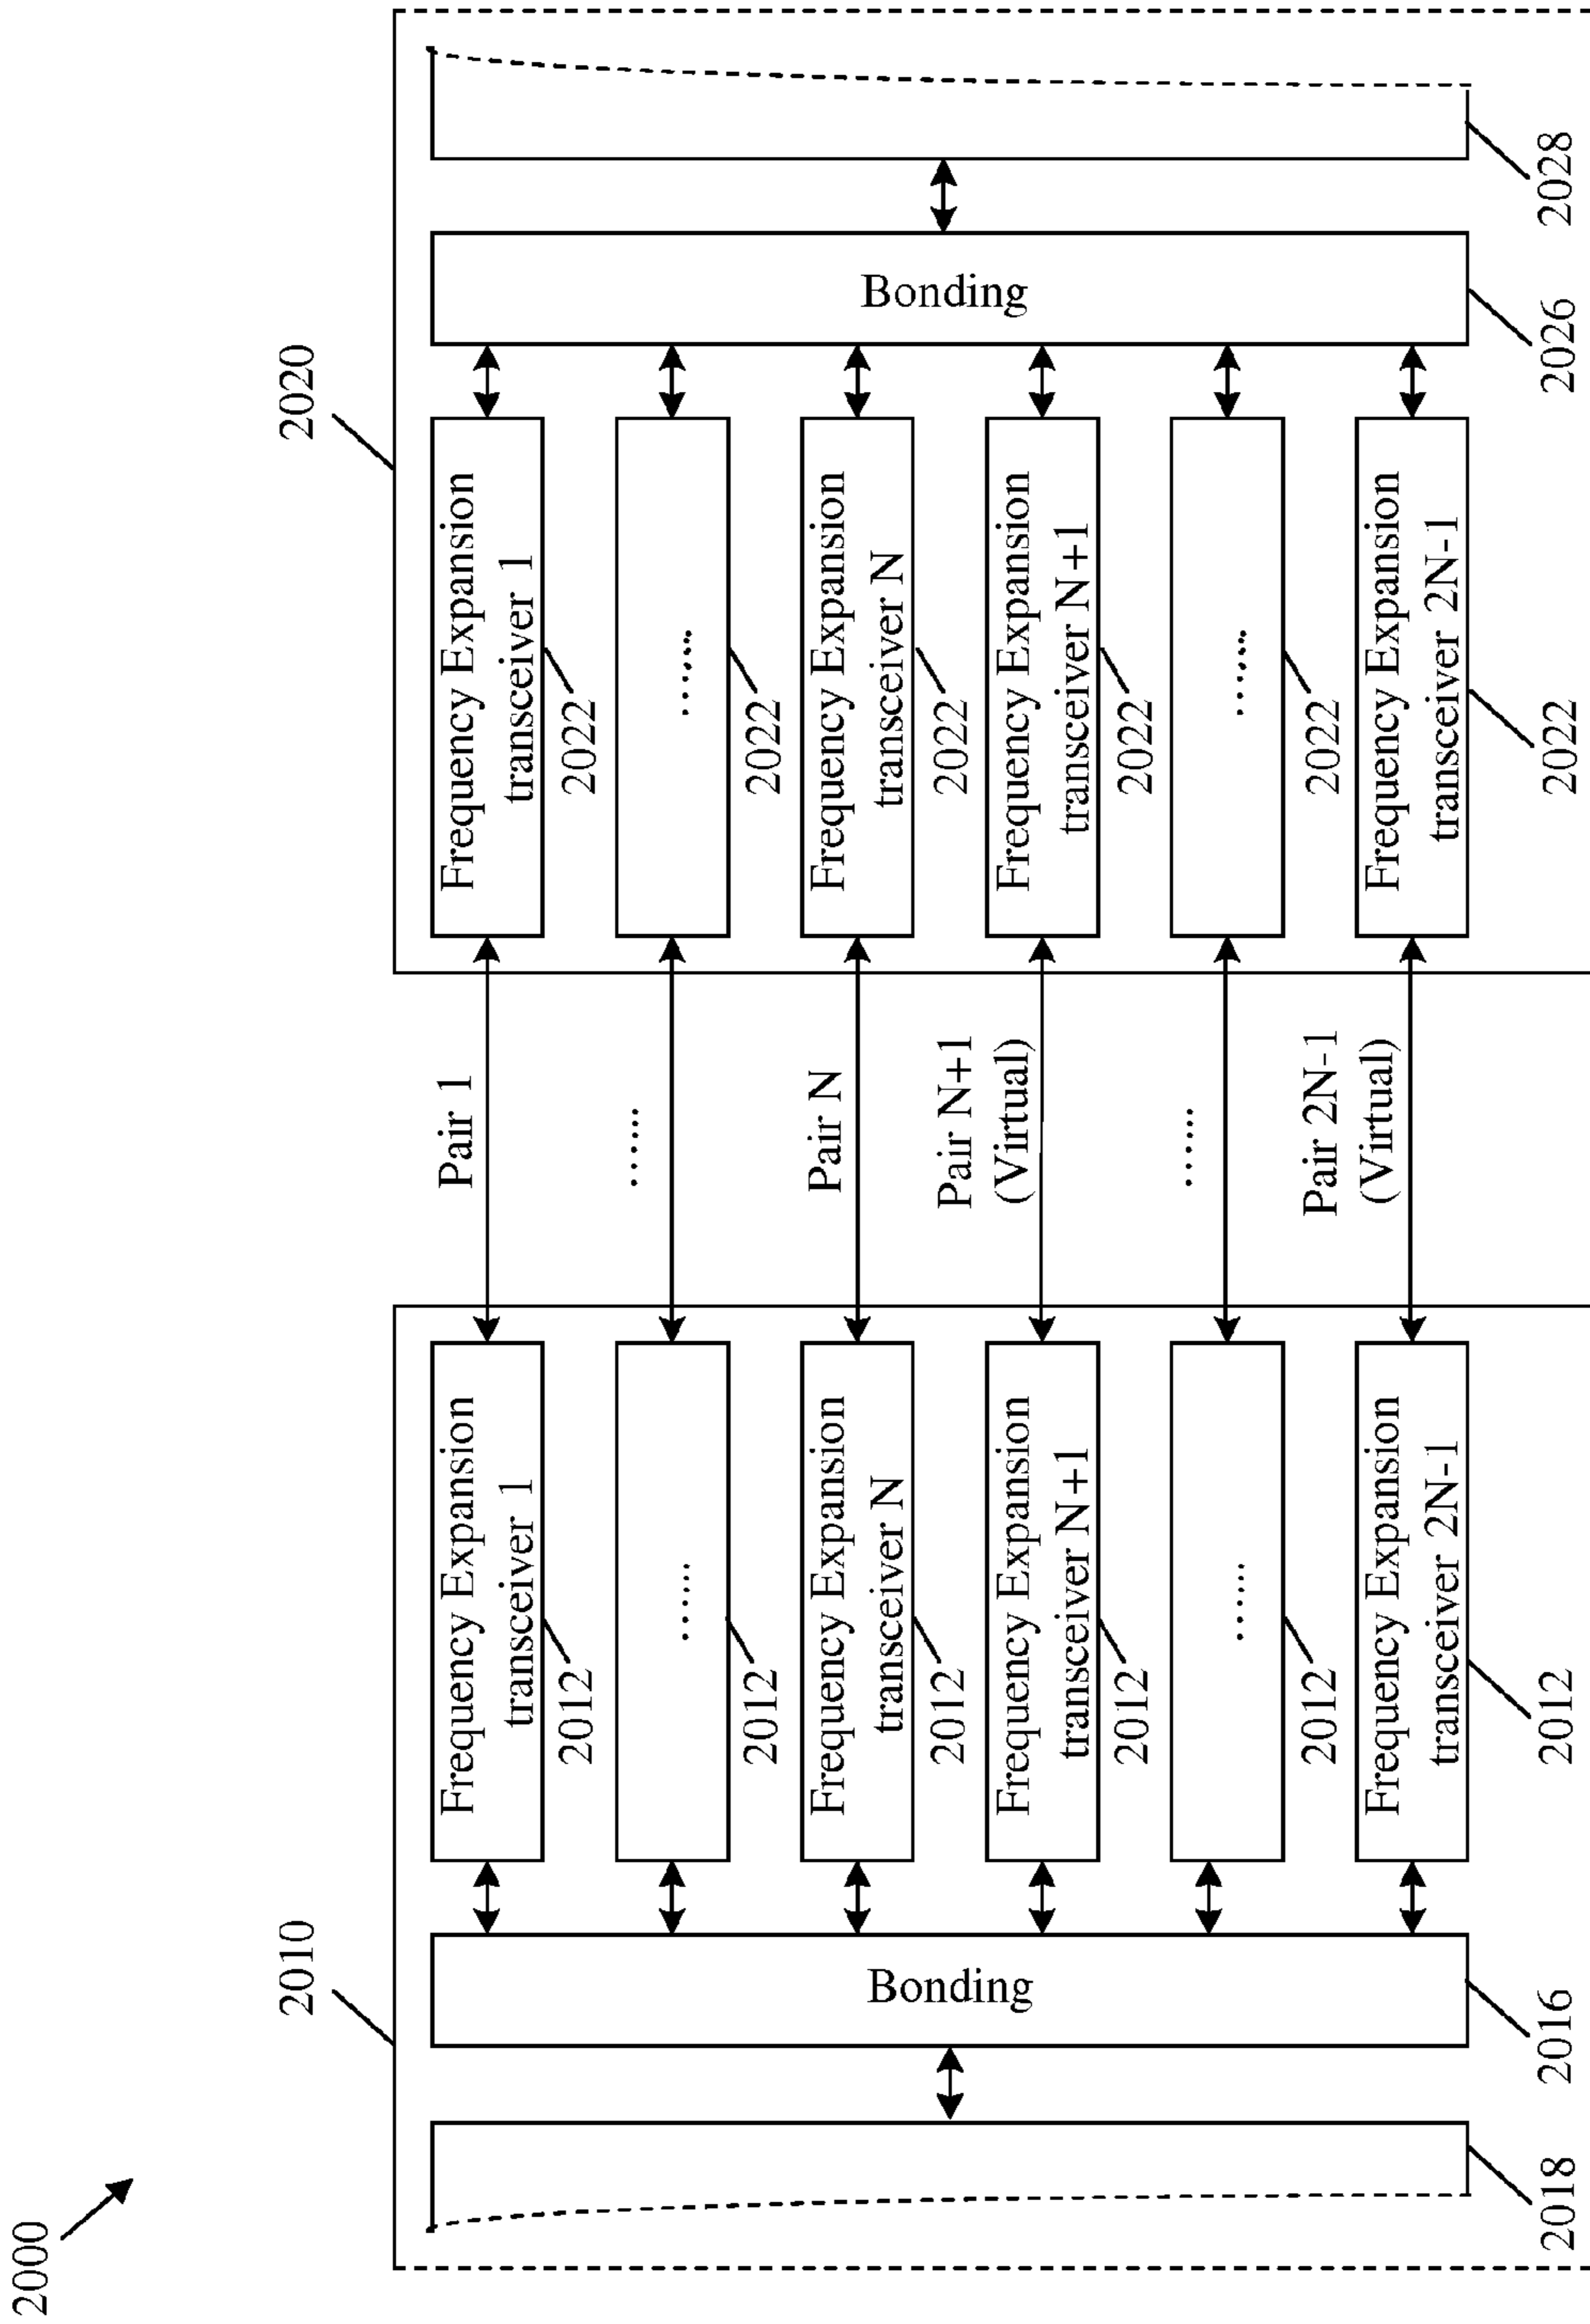 2000
2010
2020
Frequency Expansion
transceiver 1
2012
Pair 1
Frequency Expansion
transceiver 1
2022
.......
2012
......
........
2022
Frequency Expansion
transceiver N
2012
Pair N
Frequency Expansion
transceiver N
2022
Bonding
Bonding
Frequency Expansion
transceiver N+1
2012
Pair N+1
(Virtual)
Frequency Expansion
transceiver N+1
2022
.......
2012
......
........
2022
Frequency Expansion
transceiver 2N-1
Pair 2N-1
(Virtual)
Frequency Expansion
transceiver 2N-1
2018
2016
2012
2022
2026
2028